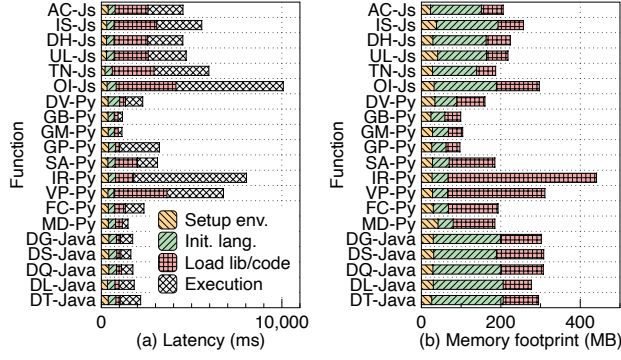 Function
AC-Js
IS-Js
DH-Js
UL-Js
TN-Js
OI-Js
DV-Py
GB-Py
GM-Py
GP-Py
SA-Py
IR-Py
VP-Py
FC-Py
MD-Py
DG-Java
DS-Java
DQ-Java
DL-Java
DT-Java
Setup env.
Init. lang.
Load lib/code
Execution
0
10,000
(a) Latency (ms)
Function
AC-Js
IS-Js
DH-Js
UL-Js
TN-Js
OI-Js
DV-Py
GB-Py
GM-Py
GP-Py
SA-Py
IR-Py
VP-Py
FC-Py
MD-Py
DG-Java
DS-Java
DQ-Java
DL-Java
DT-Java
0
200
400
(b) Memory footprint (MB)